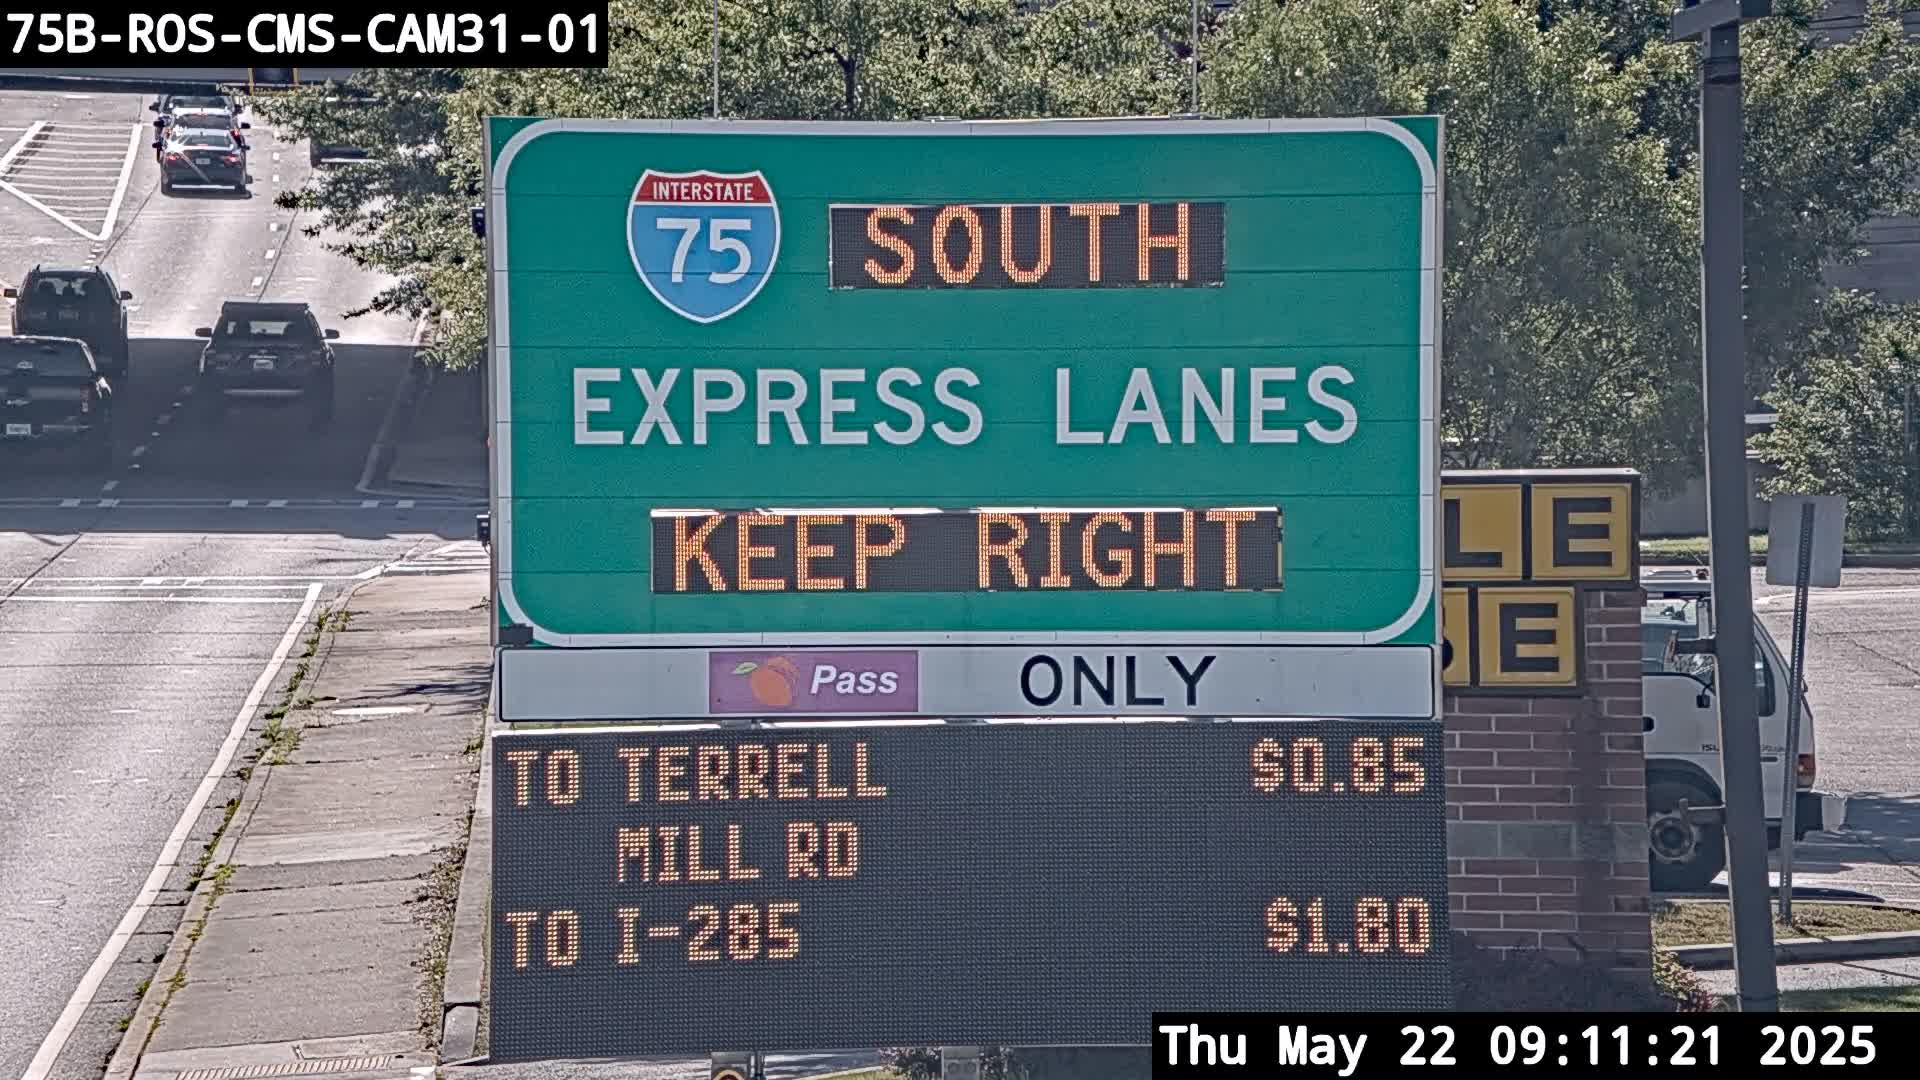 75B-ROS-CMS-CAM31-01
INTERSTATE
75
SOUTH
EXPRESS LANES
KEEP RIGHT
Pass
ONLY
TO TERRELL $0.85
MILL RD
TO I-285 $1.80
LE
E
Thu May 22 09:11:21 2025